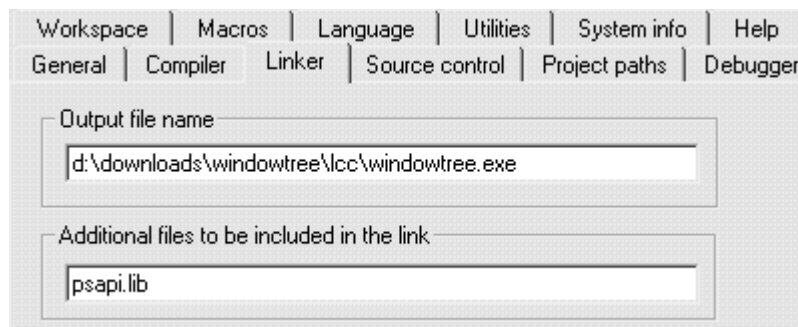 Workspace Macros Language Utilities System info Help
General Compiler Linker Source control Project paths Debugger
Output file name
d:\downloads\windowtree\lcc\windowtree.exe
Additional files to be included in the link
psapi.lib